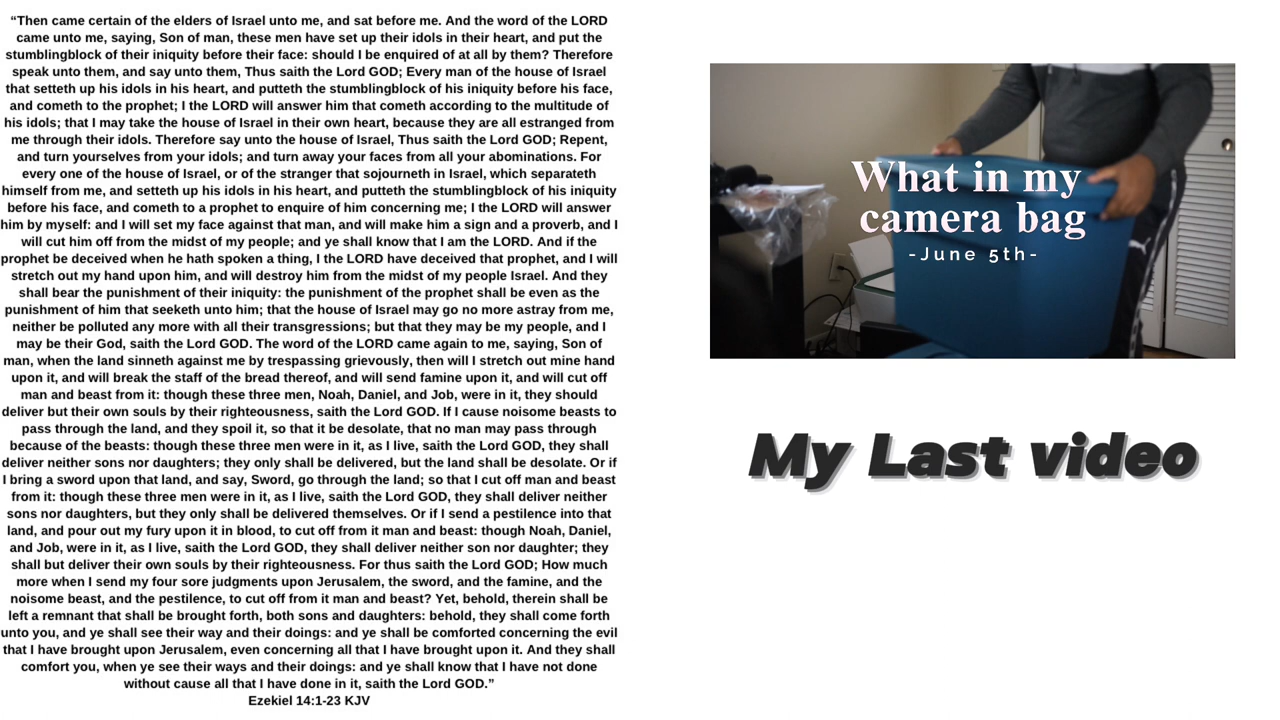 “Then came certain of the elders of Israel unto me, and sat before me. And the word of the LORD
came unto me, saying, Son of man, these men have set up their idols in their heart, and put the
stumblingblock of their iniquity before their face: should I be enquired of at all by them? Therefore
speak unto them, and say unto them, Thus saith the Lord GOD; Every man of the house of Israel
that setteth up his idols in his heart, and putteth the stumblingblock of his iniquity before his face,
and cometh to the prophet; I the LORD will answer him that cometh according to the multitude of
his idols; that I may take the house of Israel in their own heart, because they are all estranged from
me through their idols. Therefore say unto the house of Israel, Thus saith the Lord GOD; Repent,
and turn yourselves from your idols; and turn away your faces from all your abominations. For
every one of the house of Israel, or of the stranger that sojourneth in Israel, which separateth
himself from me, and setteth up his idols in his heart, and putteth the stumblingblock of his iniquity
before his face, and cometh to a prophet to enquire of him concerning me; I the LORD will answer
him by myself: and I will set my face against that man, and will make him a sign and a proverb, and I
will cut him off from the midst of my people; and ye shall know that I am the LORD. And if the
prophet be deceived when he hath spoken a thing, I the LORD have deceived that prophet, and I will
stretch out my hand upon him, and will destroy him from the midst of my people Israel. And they
shall bear the punishment of their iniquity: the punishment of the prophet shall be even as the
punishment of him that seeketh unto him; that the house of Israel may go no more astray from me,
neither be polluted any more with all their transgressions; but that they may be my people, and I
may be their God, saith the Lord GOD. The word of the LORD came again to me, saying, Son of
man, when the land sinneth against me by trespassing grievously, then will I stretch out mine hand
upon it, and will break the staff of the bread thereof, and will send famine upon it, and will cut off
man and beast from it: though these three men, Noah, Daniel, and Job, were in it, they should
deliver but their own souls by their righteousness, saith the Lord GOD. If I cause noisome beasts to
pass through the land, and they spoil it, so that it be desolate, that no man may pass through
because of the beasts: though these three men were in it, as I live, saith the Lord GOD, they shall
deliver neither sons nor daughters; they only shall be delivered, but the land shall be desolate. Or if
I bring a sword upon that land, and say, Sword, go through the land; so that I cut off man and beast
from it: though these three men were in it, as I live, saith the Lord GOD, they shall deliver neither
sons nor daughters, but they only shall be delivered themselves. Or if I send a pestilence into that
land, and pour out my fury upon it in blood, to cut off from it man and beast: though Noah, Daniel,
and Job, were in it, as I live, saith the Lord GOD, they shall deliver neither son nor daughter; they
shall but deliver their own souls by their righteousness. For thus saith the Lord GOD; How much
more when I send my four sore judgments upon Jerusalem, the sword, and the famine, and the
noisome beast, and the pestilence, to cut off from it man and beast? Yet, behold, therein shall be
left a remnant that shall be brought forth, both sons and daughters: behold, they shall come forth
unto you, and ye shall see their way and their doings: and ye shall be comforted concerning the evil
that I have brought upon Jerusalem, even concerning all that I have brought upon it. And they shall
comfort you, when ye see their ways and their doings: and ye shall know that I have not done
without cause all that I have done in it, saith the Lord GOD.”
Ezekiel 14:1-23 KJV
What in my
camera bag
-June 5th-
My Last video